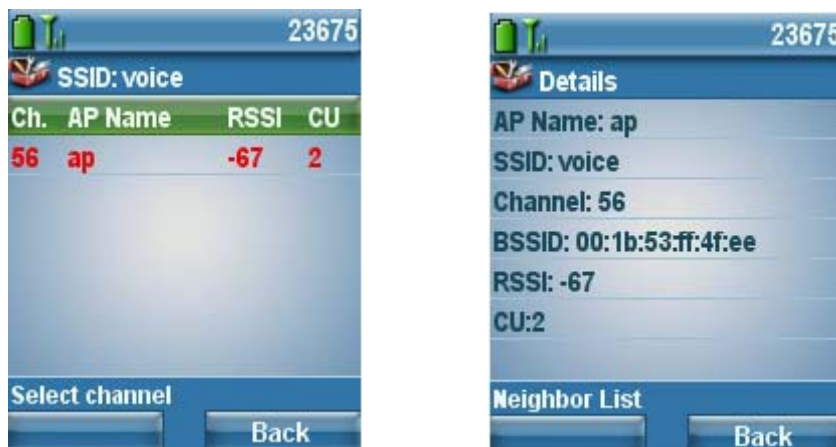 23675
SSID: voice
Ch. AP Name RSSI CU
56 ap -67 2
Select channel
Back
23675
Details
AP Name: ap
SSID: voice
Channel: 56
BSSID: 00:1b:53:ff:4f:ee
RSSI: -67
CU:2
Neighbor List
Back